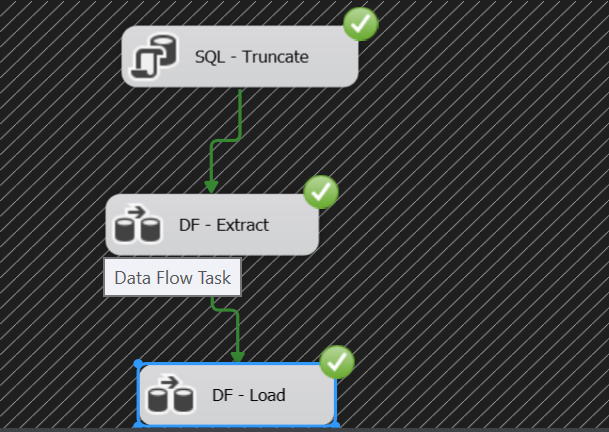 SQL - Truncate
DF - Extract
Data Flow Task
DF - Load